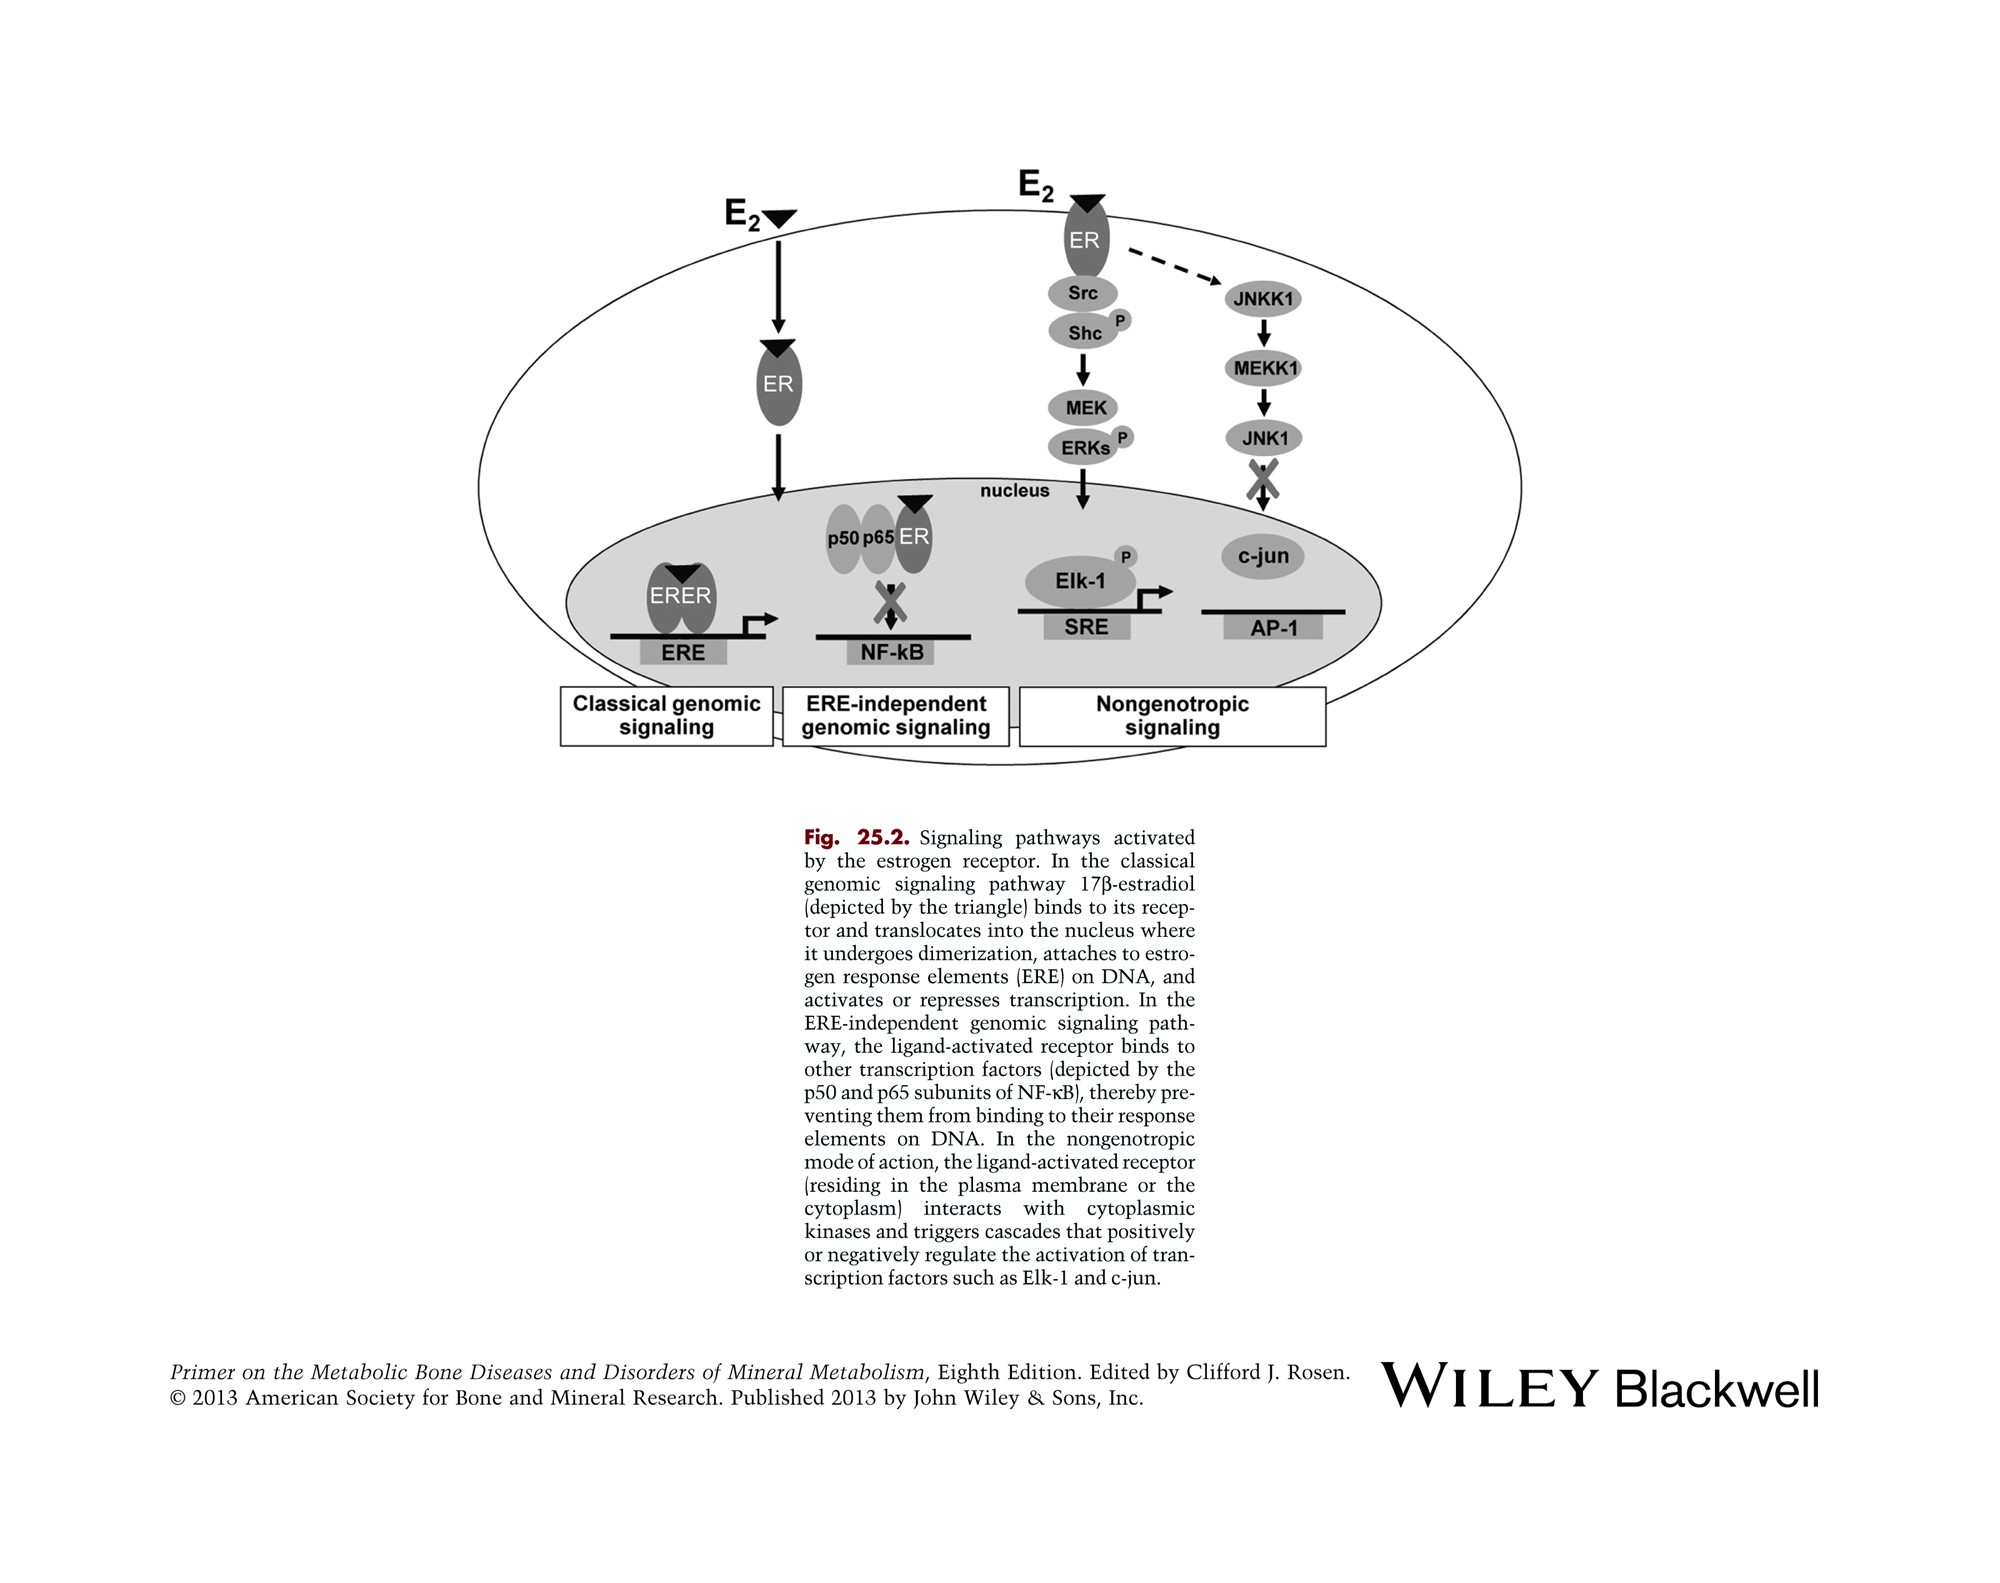 E2
E2
ER
Src
Shc
P
JNKK1
MEKK1
JNK1
ER
MEK
ERKs
P
nucleus
p50
p65
ER
ERER
ERE
NF-kB
Elk-1
P
SRE
c-jun
AP-1
Classical genomic
signaling
ERE-independent
genomic signaling
Nongenotropic
signaling
Fig. 25.2. Signaling pathways activated
by the estrogen receptor. In the classical
genomic signaling pathway 17β-estradiol
(depicted by the triangle) binds to its recep-
tor and translocates into the nucleus where
it undergoes dimerization, attaches to estro-
gen response elements (ERE) on DNA, and
activates or represses transcription. In the
ERE-independent genomic signaling path-
way, the ligand-activated receptor binds to
other transcription factors (depicted by the
p50 and p65 subunits of NF-κB), thereby pre-
venting them from binding to their response
elements on DNA. In the nongenotropic
mode of action, the ligand-activated receptor
(residing in the plasma membrane or the
cytoplasm) interacts with cytoplasmic
kinases and triggers cascades that positively
or negatively regulate the activation of tran-
scription factors such as Elk-1 and c-jun.
Primer on the Metabolic Bone Diseases and Disorders of Mineral Metabolism, Eighth Edition. Edited by Clifford J. Rosen.
© 2013 American Society for Bone and Mineral Research. Published 2013 by John Wiley & Sons, Inc.
WILEY Blackwell